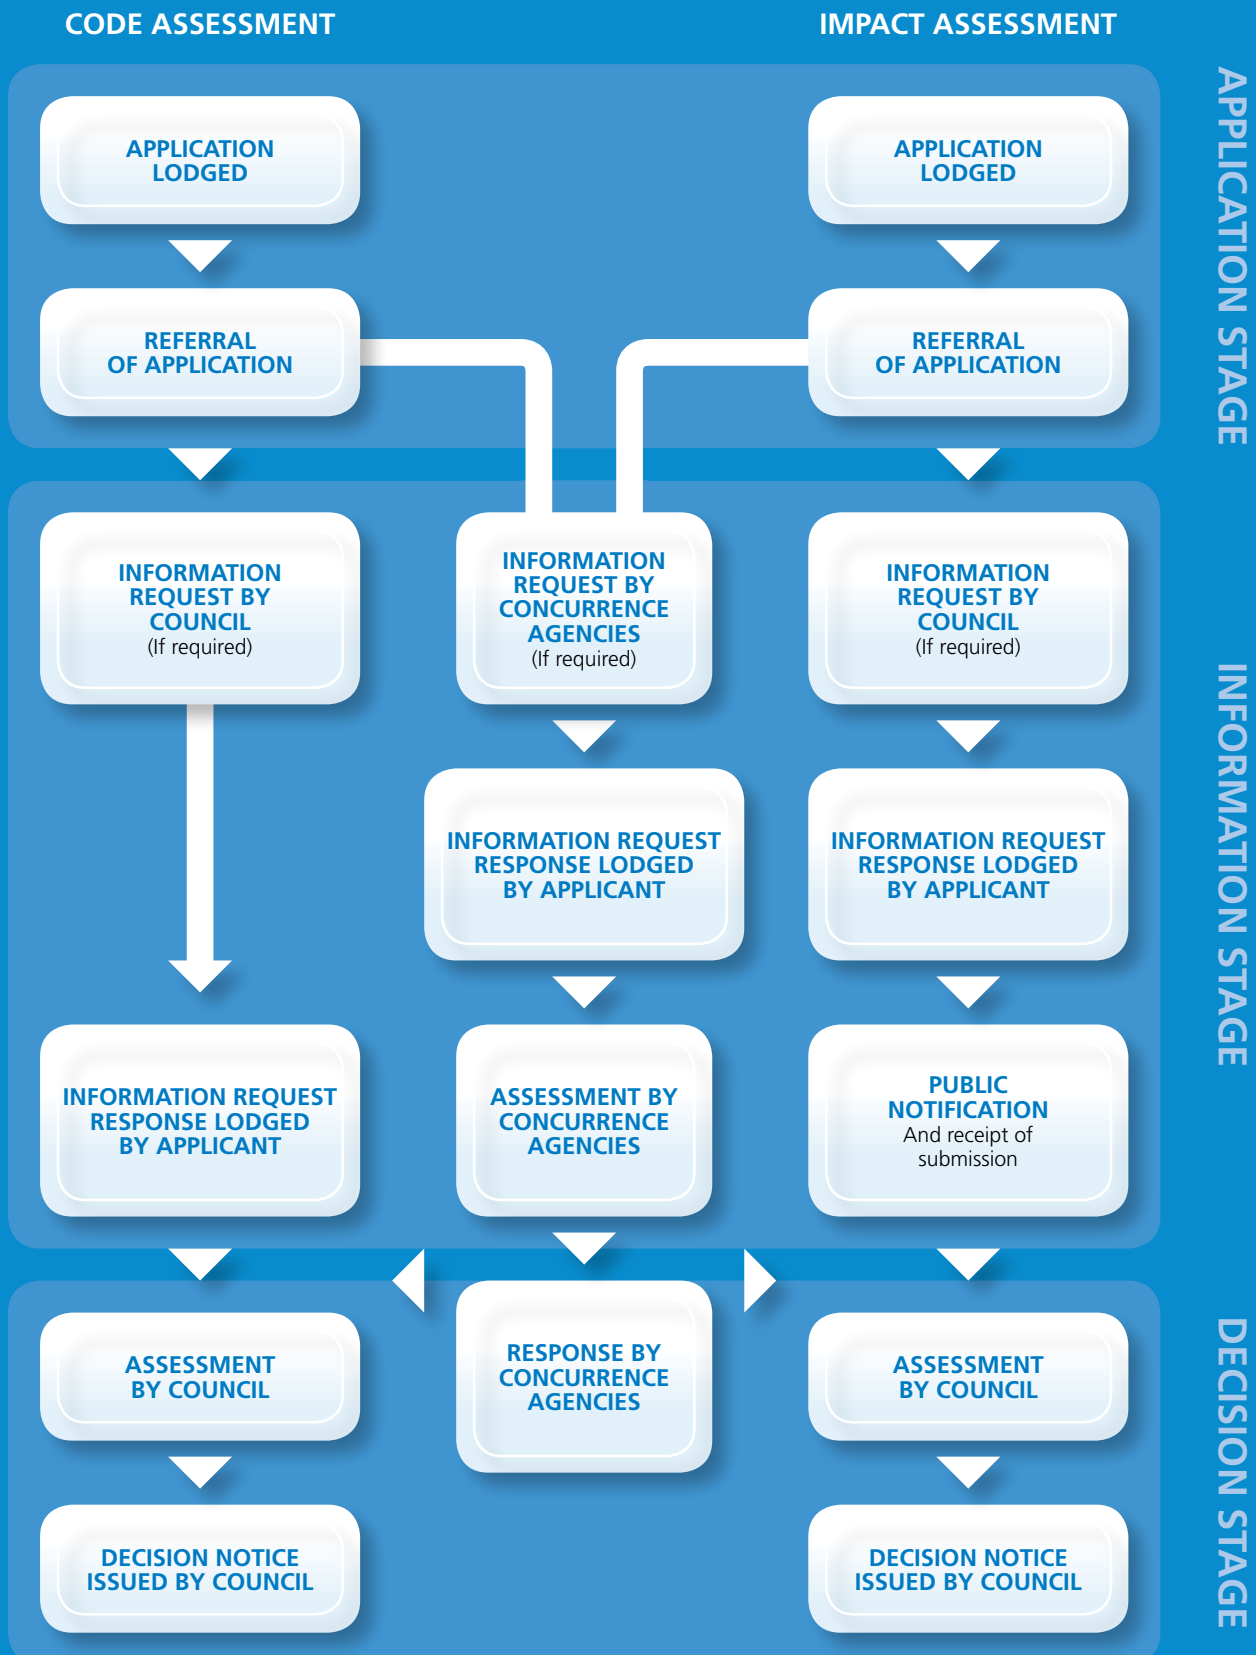 CODE ASSESSMENT
IMPACT ASSESSMENT
APPLICATION STAGE
APPLICATION
LODGED
APPLICATION
LODGED
REFERRAL
OF APPLICATION
REFERRAL
OF APPLICATION
INFORMATION STAGE
INFORMATION
REQUEST BY
COUNCIL
(If required)
INFORMATION
REQUEST BY
CONCURRENCE
AGENCIES
(If required)
INFORMATION
REQUEST BY
COUNCIL
(If required)
INFORMATION REQUEST
RESPONSE LODGED
BY APPLICANT
INFORMATION REQUEST
RESPONSE LODGED
BY APPLICANT
INFORMATION REQUEST
RESPONSE LODGED
BY APPLICANT
ASSESSMENT BY
CONCURRENCE
AGENCIES
PUBLIC
NOTIFICATION
And receipt of
submission
DECISION STAGE
ASSESSMENT
BY COUNCIL
RESPONSE BY
CONCURRENCE
AGENCIES
ASSESSMENT
BY COUNCIL
DECISION NOTICE
ISSUED BY COUNCIL
DECISION NOTICE
ISSUED BY COUNCIL